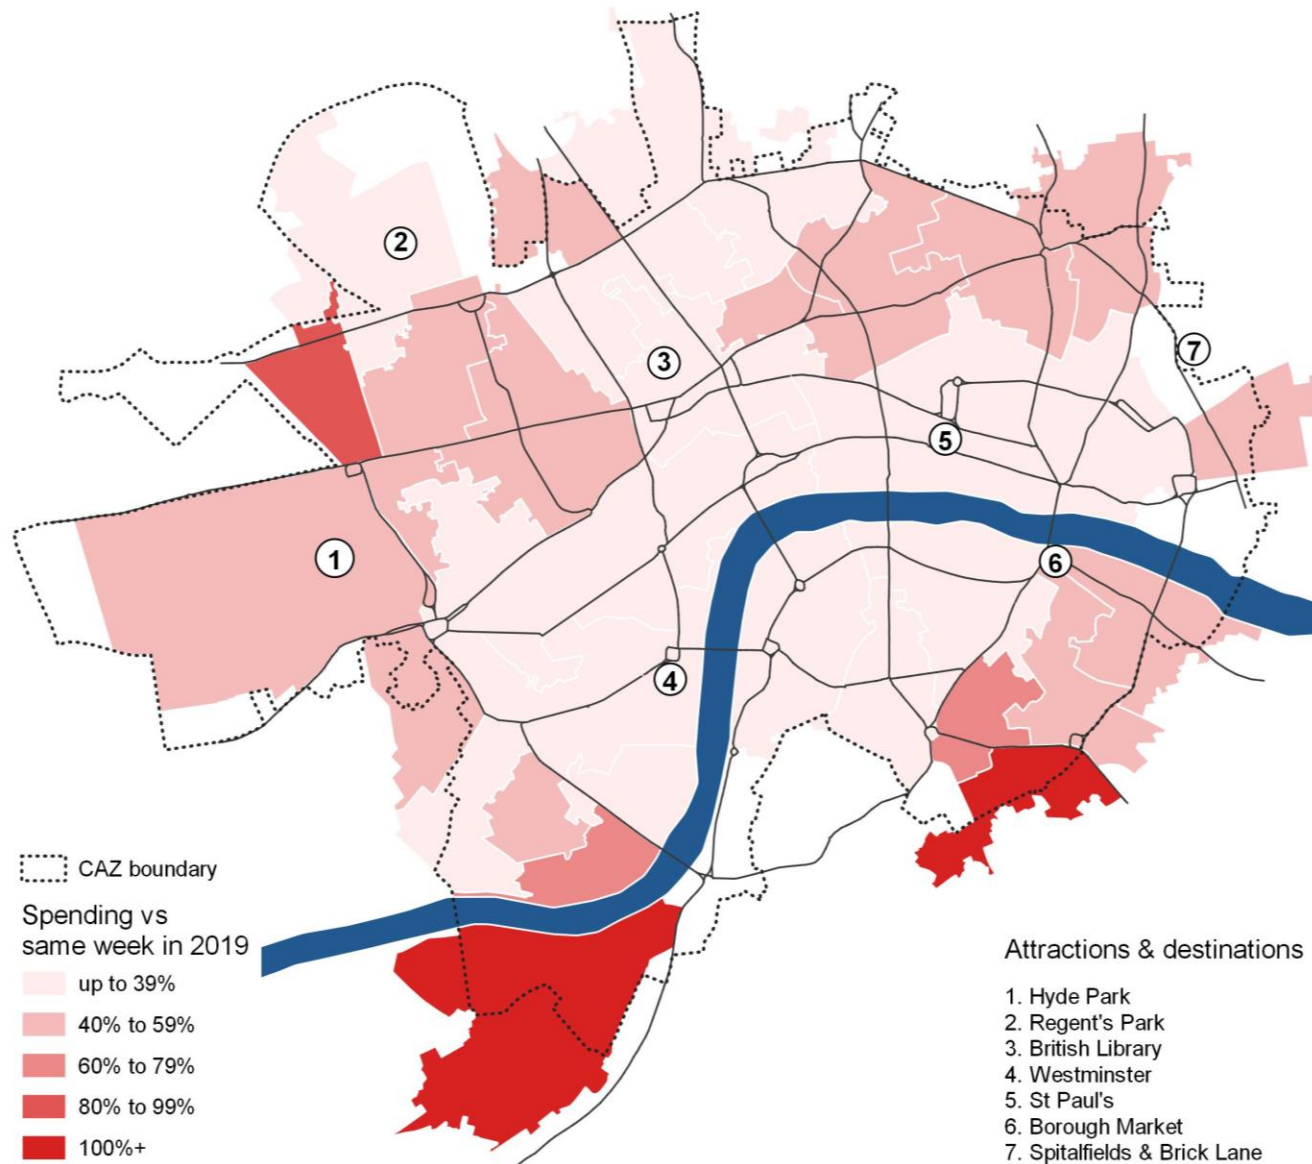 2
7
3
5
1
6
4
CAZ boundary
Spending vs
same week in 2019
up to 39%
40% to 59%
60% to 79%
80% to 99%
100%+
Attractions & destinations
1. Hyde Park
2. Regent's Park
3. British Library
4. Westminster
5. St Paul's
6. Borough Market
7. Spitalfields & Brick Lane